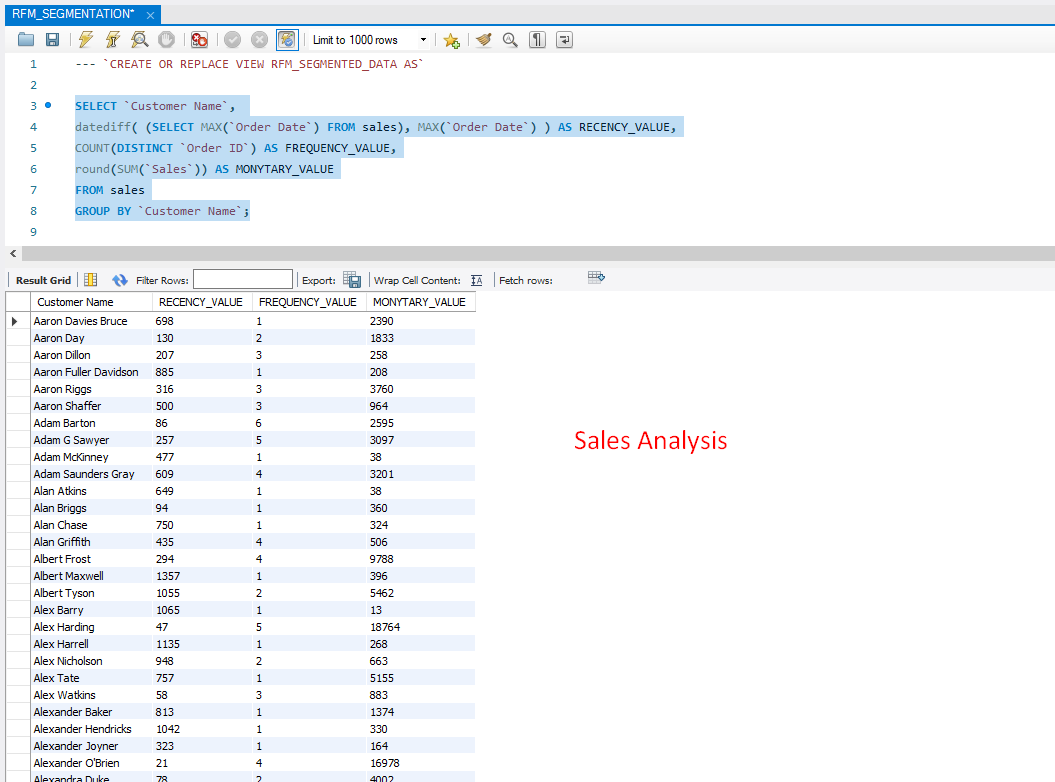 RFM_SEGMENTATION* ×
Limit to 1000 rows
1 --- `CREATE OR REPLACE VIEW RFM_SEGMENTED_DATA AS`
2
3 SELECT `Customer Name`,
4 datediff( (SELECT MAX(`Order Date`) FROM sales), MAX(`Order Date`) ) AS RECENCY_VALUE,
5 COUNT(DISTINCT `Order ID`) AS FREQUENCY_VALUE,
6 round(SUM(`Sales`)) AS MONYTARY_VALUE
7 FROM sales
8 GROUP BY `Customer Name`;
9
Result Grid Filter Rows: Export: Wrap Cell Content: IA Fetch rows:
Customer Name RECENCY_VALUE FREQUENCY_VALUE MONYTARY_VALUE
Aaron Davies Bruce 698 1 2390
Aaron Day 130 2 1833
Aaron Dillon 207 3 258
Aaron Fuller Davidson 885 1 208
Aaron Riggs 316 3 3760
Aaron Shaffer 500 3 964
Adam Barton 86 6 2595
Adam G Sawyer 257 5 3097
Adam McKinney 477 1 38
Adam Saunders Gray 609 4 3201
Alan Atkins 649 1 38
Alan Briggs 94 1 360
Alan Chase 750 1 324
Alan Griffith 435 4 506
Albert Frost 294 4 9788
Albert Maxwell 1357 1 396
Albert Tyson 1055 2 5462
Alex Barry 1065 1 13
Alex Harding 47 5 18764
Alex Harrell 1135 1 268
Alex Nicholson 948 2 663
Alex Tate 757 1 5155
Alex Watkins 58 3 883
Alexander Baker 813 1 1374
Alexander Hendricks 1042 1 330
Alexander Joyner 323 1 164
Alexander O'Brien 21 4 16978
Alexandra Duke 78 2 4002
Sales Analysis